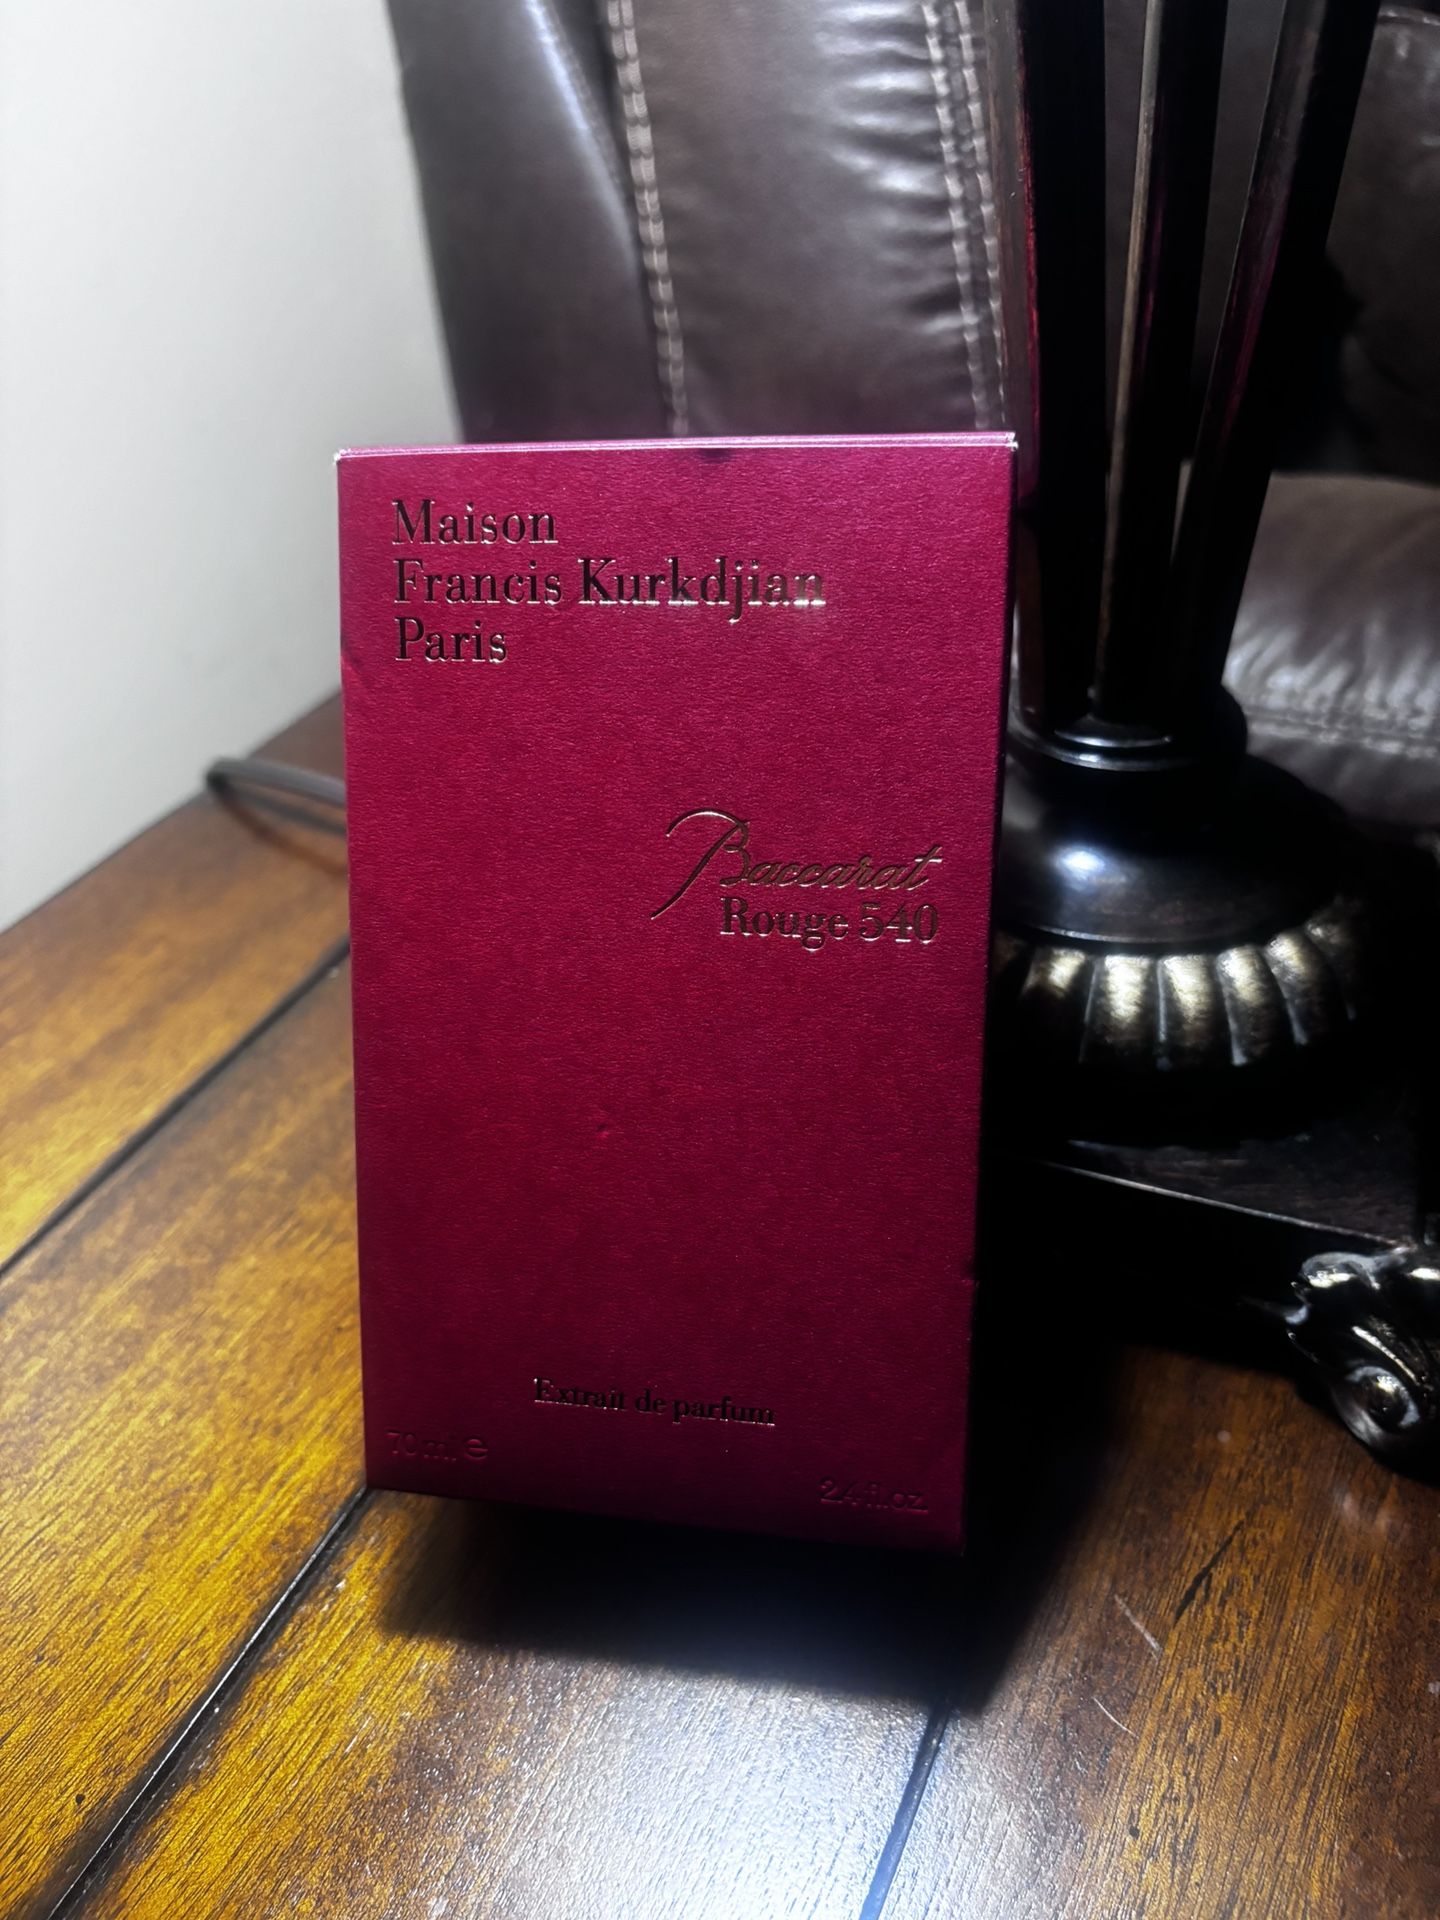 Maison
Francis Kurkdjian
Paris
Baccarat
Rouge 540
Extrait de parfum
70 ml ℮
2.4 fl.oz.